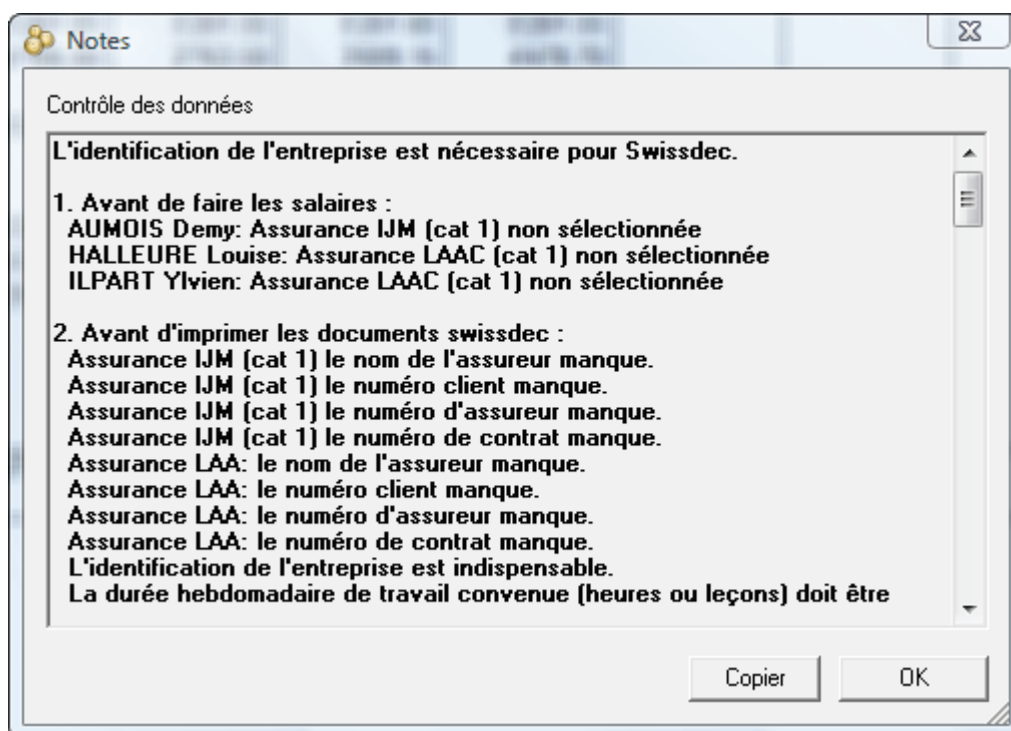 Notes
Contrôle des données
L'identification de l'entreprise est nécessaire pour Swissdec.
1. Avant de faire les salaires :
AUMOIS Demy: Assurance IJM (cat 1) non sélectionnée
HALLEURE Louise: Assurance LAAC (cat 1) non sélectionnée
ILPART Ylvien: Assurance LAAC (cat 1) non sélectionnée
2. Avant d'imprimer les documents swissdec :
Assurance IJM (cat 1) le nom de l'assureur manque.
Assurance IJM (cat 1) le numéro client manque.
Assurance IJM (cat 1) le numéro d'assureur manque.
Assurance IJM (cat 1) le numéro de contrat manque.
Assurance LAA: le nom de l'assureur manque.
Assurance LAA: le numéro client manque.
Assurance LAA: le numéro d'assureur manque.
Assurance LAA: le numéro de contrat manque.
L'identification de l'entreprise est indispensable.
La durée hebdomadaire de travail convenue (heures ou leçons) doit être
Copier OK